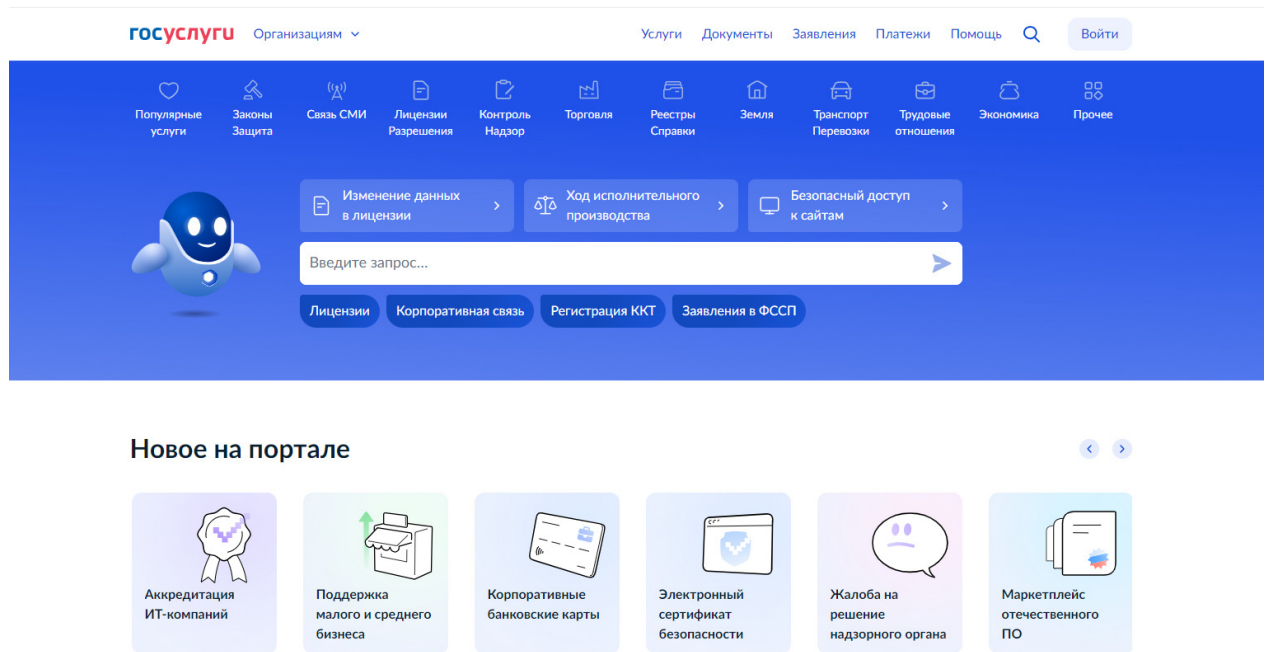 госуслуги Организациям Услуги Документы Заявления Платежи Помощь Войти
Популярные услуги
Законы Защита
Связь СМИ
Лицензии Разрешения
Контроль Надзор
Торговля
Реестры Справки
Земля
Транспорт Перевозки
Трудовые отношения
Экономика
Прочее
Изменение данных
в лицензии
Ход исполнительного
производства
Безопасный доступ
к сайтам
Введите запрос...
Лицензии Корпоративная связь Регистрация ККТ Заявления в ФССП
Новое на портале
Аккредитация
ИТ-компаний
Поддержка
малого и среднего
бизнеса
Корпоративные
банковские карты
Электронный
сертификат
безопасности
Жалоба на
решение
надзорного органа
Маркетплейс
отечественного
ПО